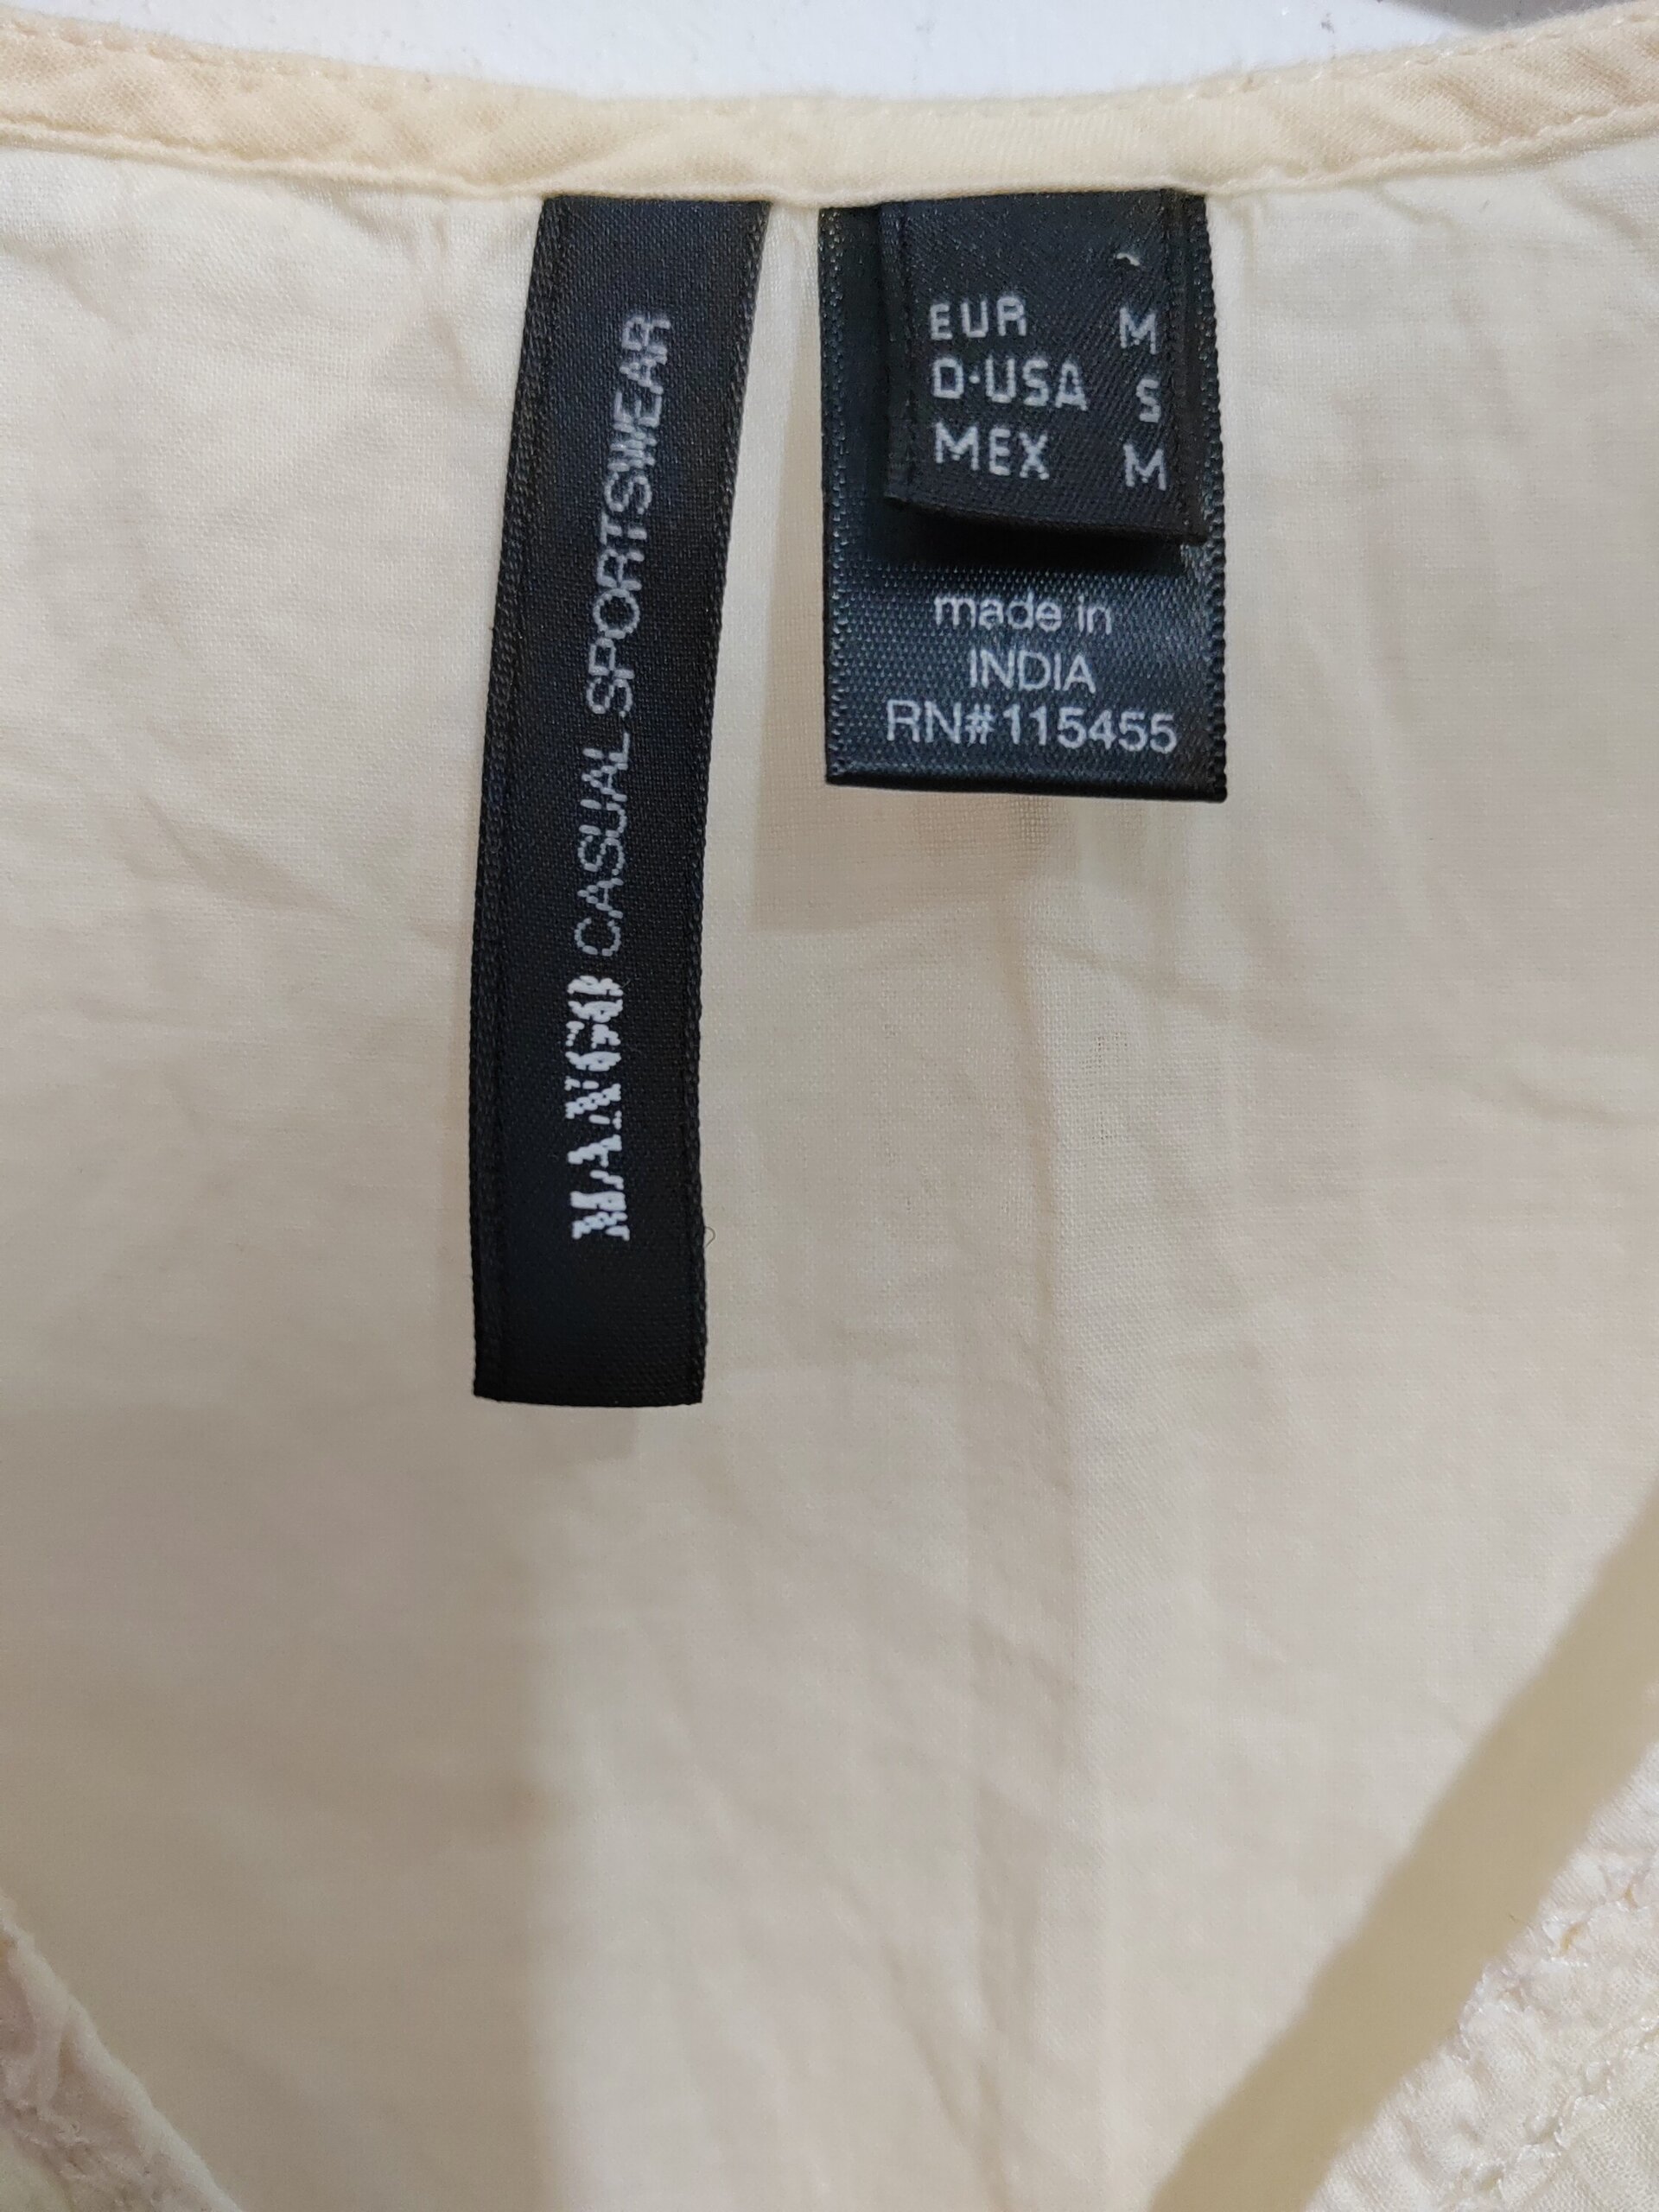 MANGO CASUAL SPORTSWEAR
EUR M
D·USA S
MEX M
made in
INDIA
RN#115455